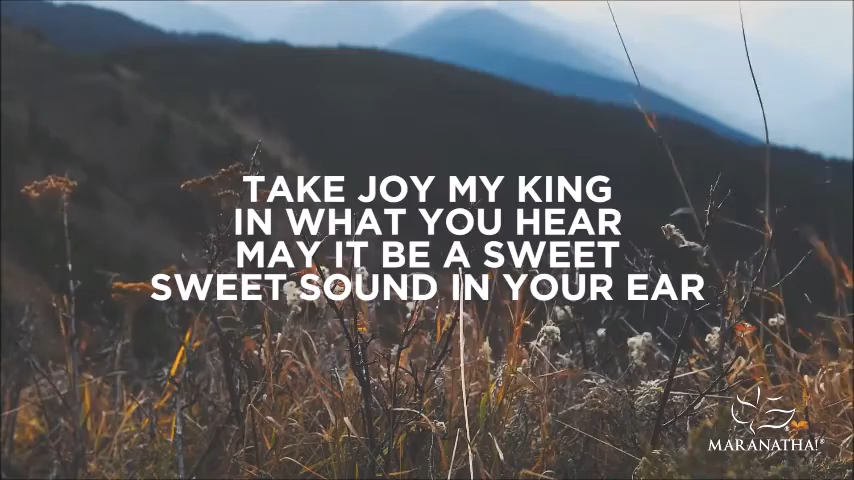 TAKE JOY MY KING
IN WHAT YOU HEAR
MAY IT BE A SWEET
SWEET SOUND IN YOUR EAR
MARANATHA!®